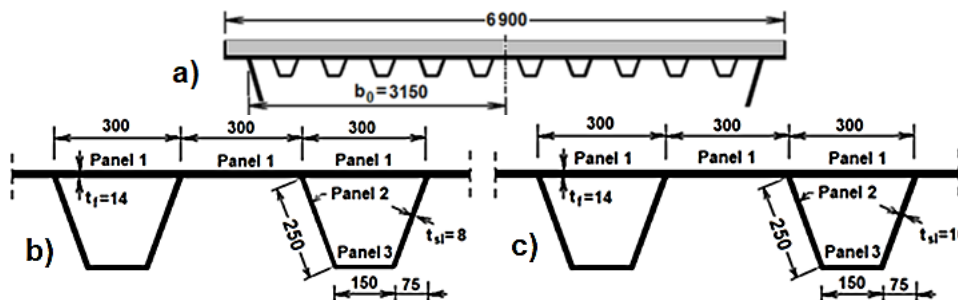 6900
a)
b₀=3150
300 300 300
Panel 1 Panel 1 Panel 1
t_f=14
Panel 2
250
t_sl=8
b)
Panel 3
150 75
300 300 300
Panel 1 Panel 1 Panel 1
t_f=14
Panel 2
250
c)
Panel 3
150 75